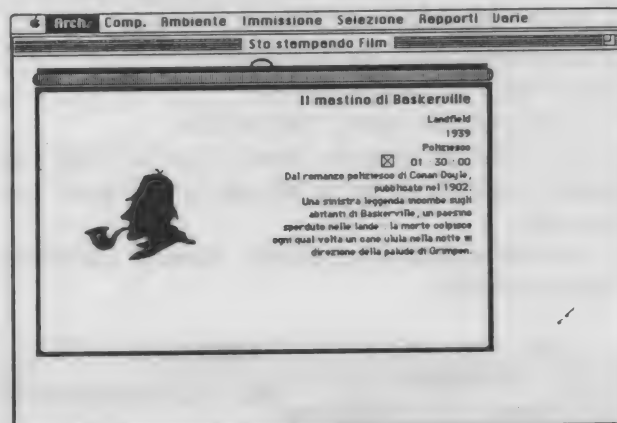 Arch. Comp. Ambiente Immissione Selezione Rapporti Varie
Sto stampando Film
Il mastino di Baskerville
Landfield
1939
Poliziesco
01 30 00
Dal romanzo poliziesco di Conan Doyle,
pubblicato nel 1902.
Una sinistra leggenda incombe sugli
abitanti di Baskerville, un paesino
sperduto nelle lande : la morte colpisce
ogni qual volta un cane ulula nella notte in
direzione della palude di Grimpen.